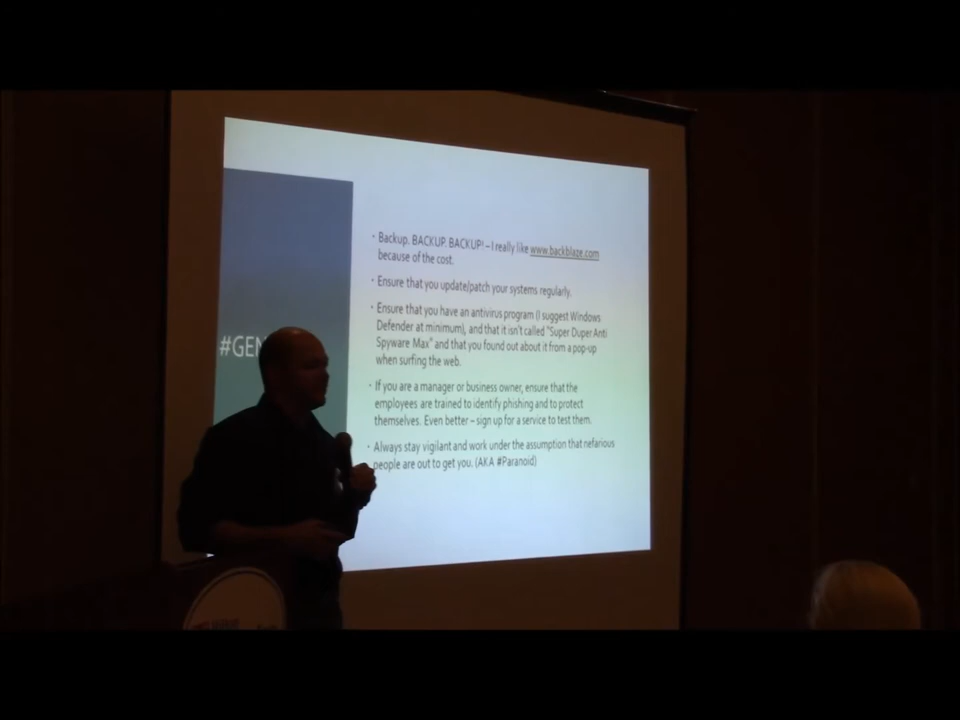 #GEN
· Backup. BACKUP. BACKUP! – I really like www.backblaze.com
because of the cost.
· Ensure that you update/patch your systems regularly.
· Ensure that you have an antivirus program (I suggest Windows
Defender at minimum), and that it isn't called "Super Duper Anti
Spyware Max" and that you found out about it from a pop-up
when surfing the web.
· If you are a manager or business owner, ensure that the
employees are trained to identify phishing and to protect
themselves. Even better – sign up for a service to test them.
· Always stay vigilant and work under the assumption that nefarious
people are out to get you. (AKA #Paranoid)